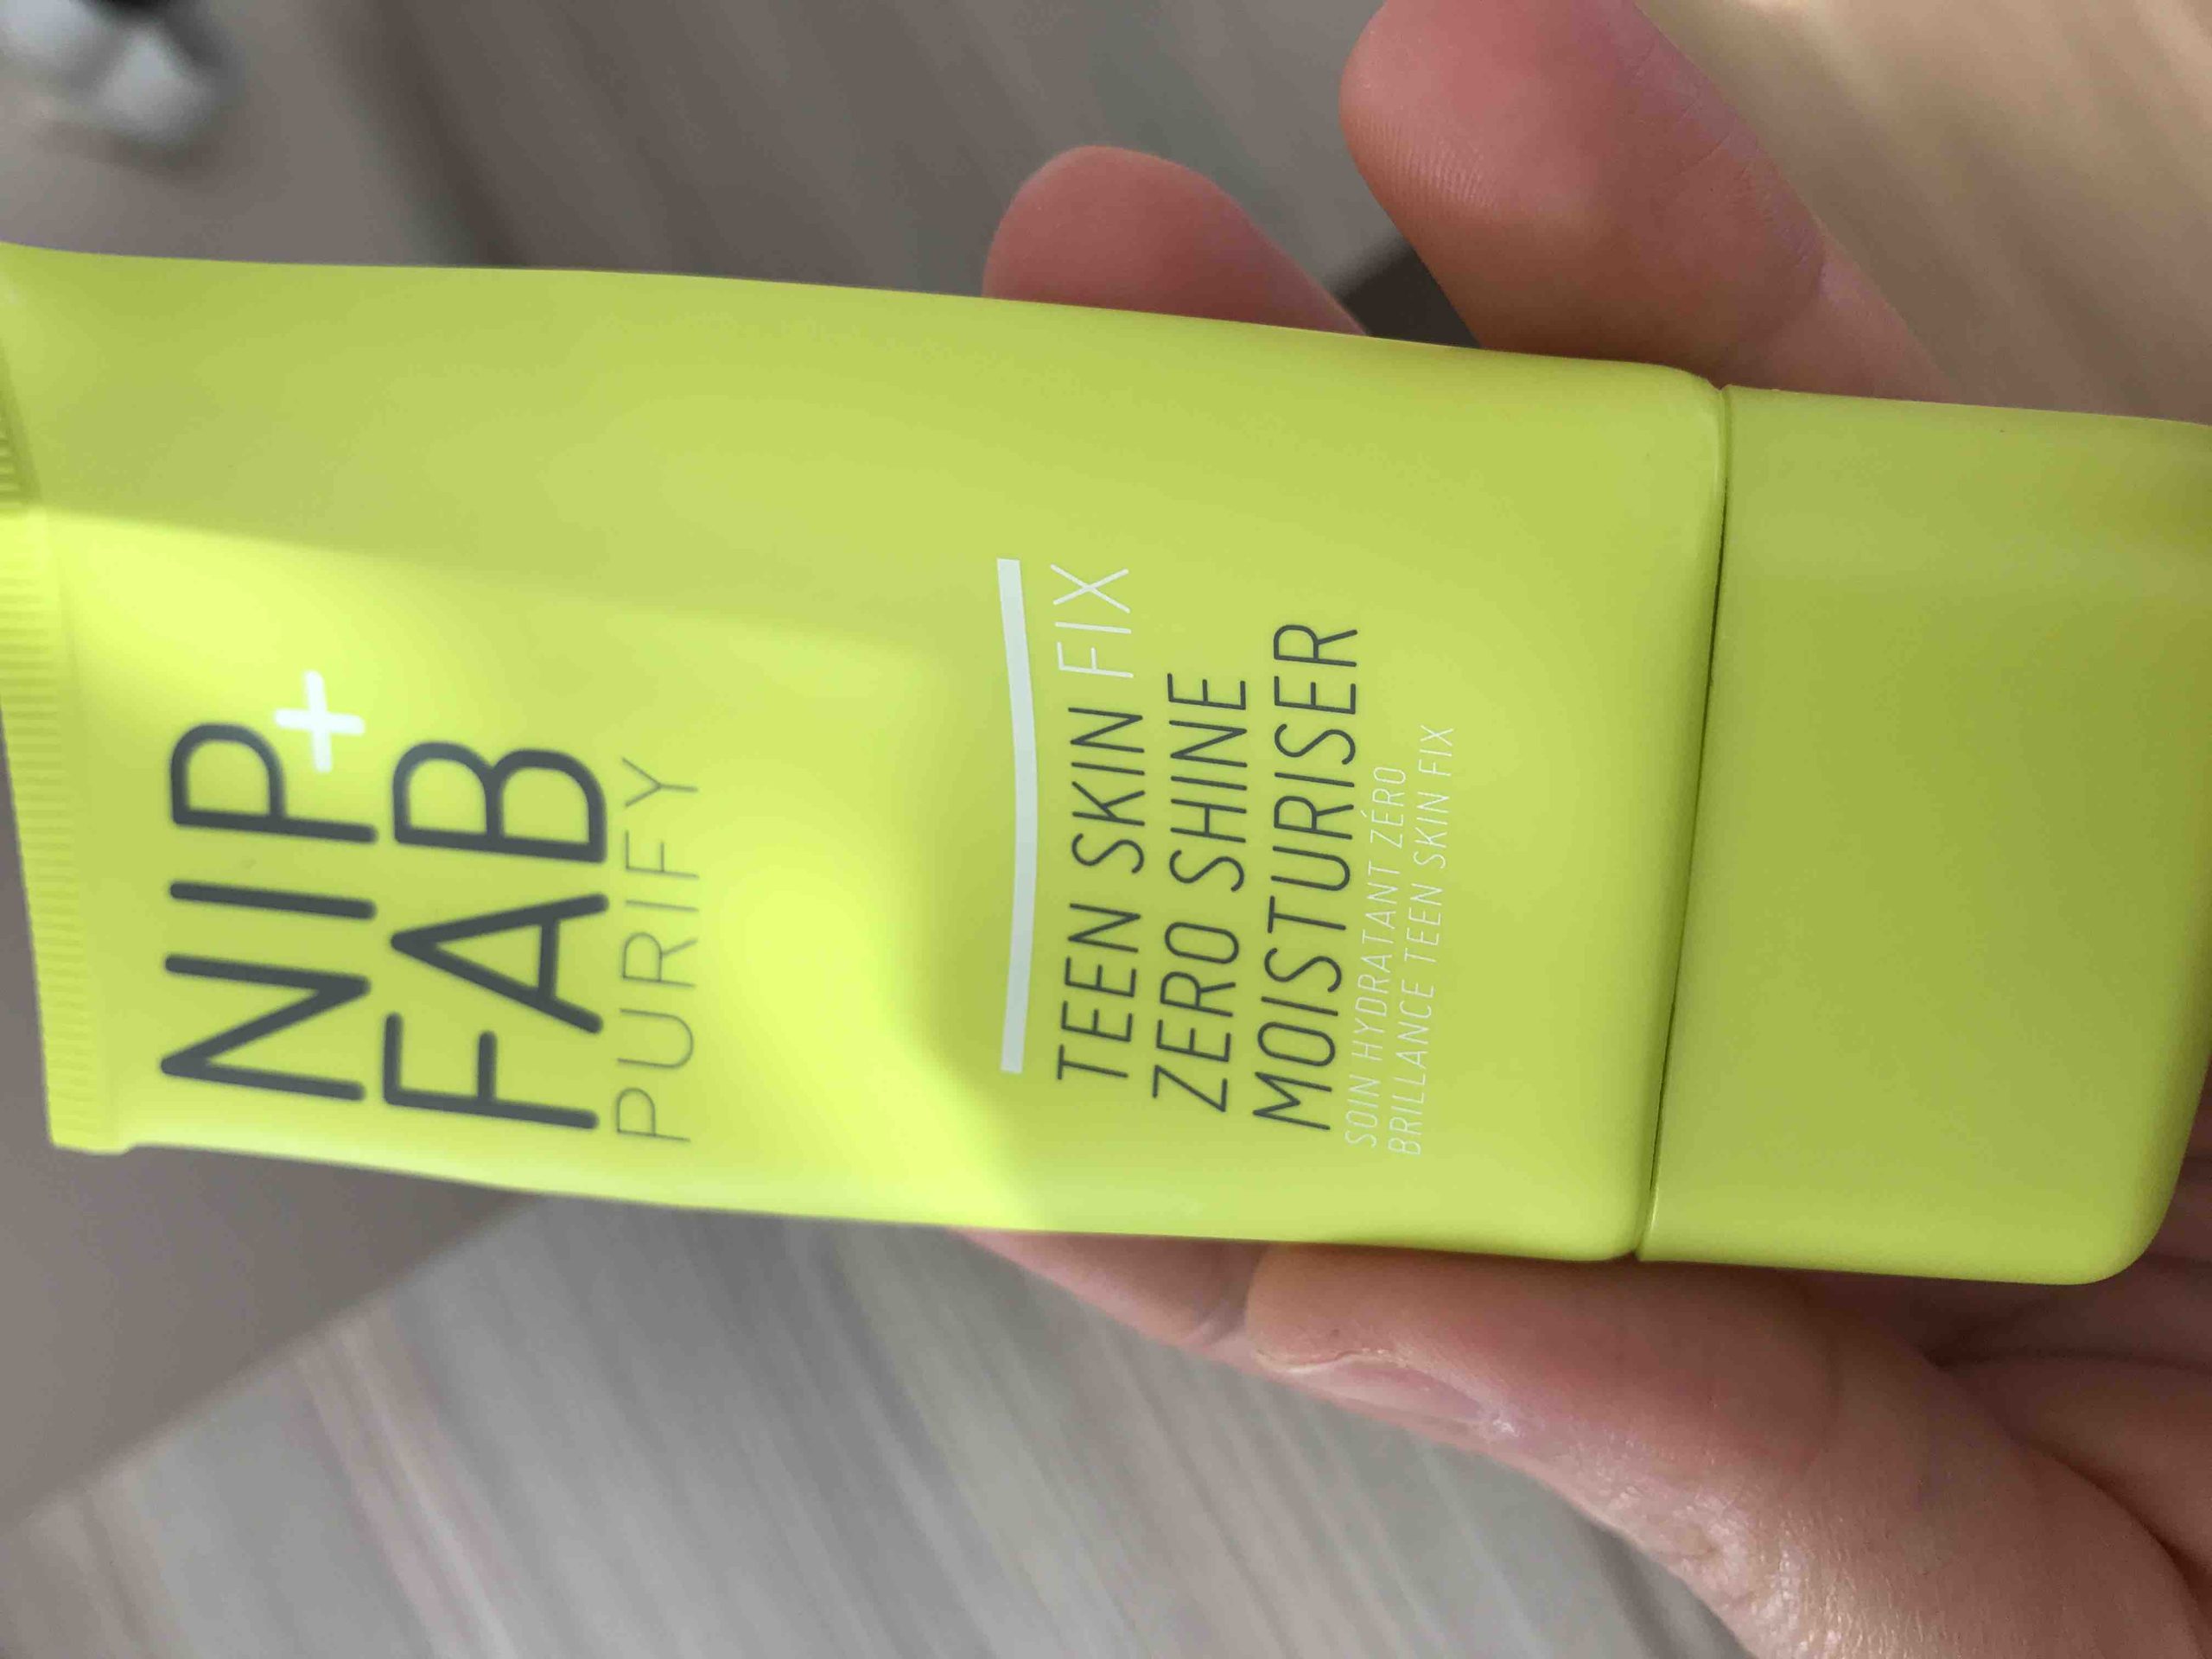 NIP+
FAB
PURIFY
TEEN SKIN FIX
ZERO SHINE
MOISTURISER
SOIN HYDRATANT ZÉRO
BRILLANCE TEEN SKIN FIX